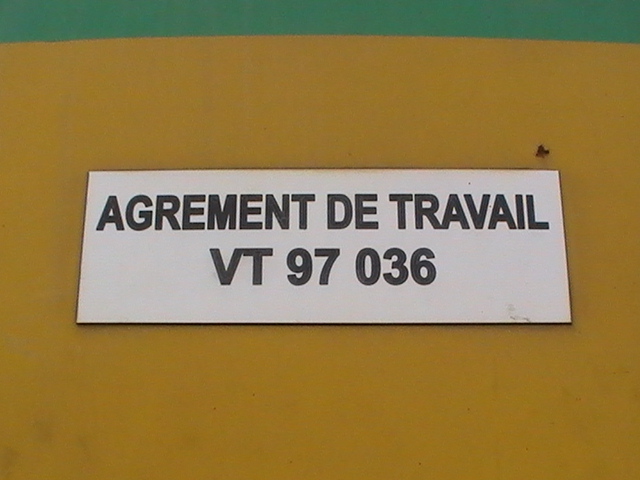 AGREMENT DE TRAVAIL
VT 97 036